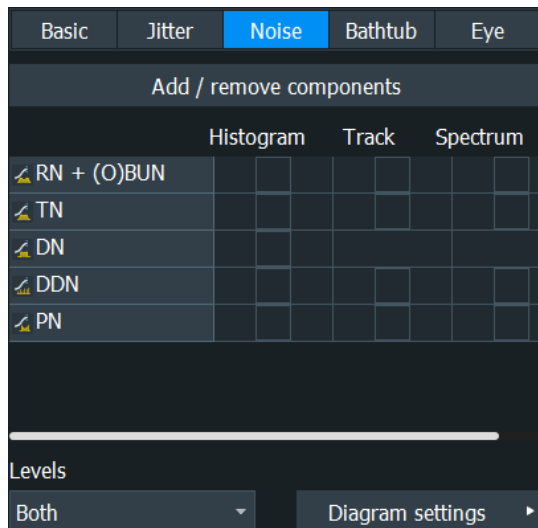 Basic Jitter Noise Bathtub Eye
Add / remove components
Histogram Track Spectrum
RN + (O)BUN
TN
DN
DDN
PN
Levels
Both Diagram settings